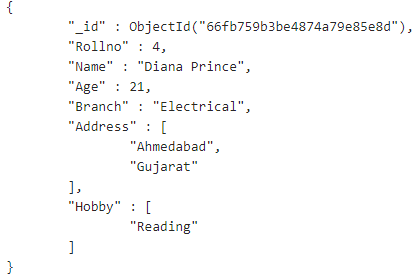 {
"_id" : ObjectId("66fb759b3be4874a79e85e8d"),
"Rollno" : 4,
"Name" : "Diana Prince",
"Age" : 21,
"Branch" : "Electrical",
"Address" : [
"Ahmedabad",
"Gujarat"
],
"Hobby" : [
"Reading"
]
}